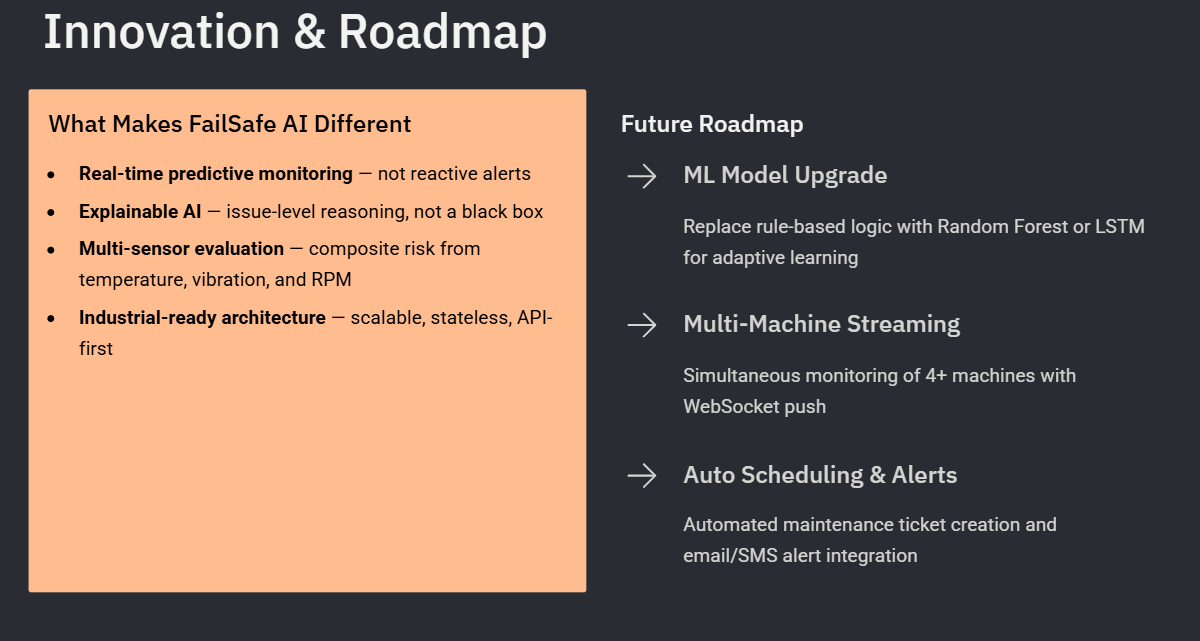 Innovation & Roadmap
What Makes FailSafe AI Different
• Real-time predictive monitoring — not reactive alerts
• Explainable AI — issue-level reasoning, not a black box
• Multi-sensor evaluation — composite risk from
temperature, vibration, and RPM
• Industrial-ready architecture — scalable, stateless, API-
first
Future Roadmap
→ ML Model Upgrade
Replace rule-based logic with Random Forest or LSTM
for adaptive learning
→ Multi-Machine Streaming
Simultaneous monitoring of 4+ machines with
WebSocket push
→ Auto Scheduling & Alerts
Automated maintenance ticket creation and
email/SMS alert integration